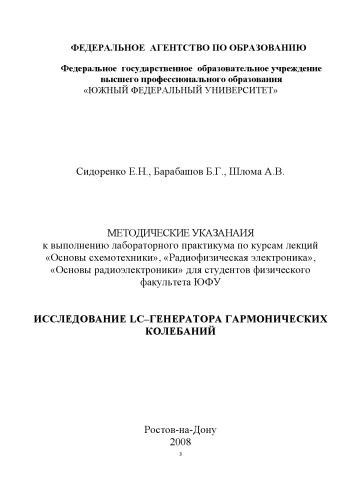 ФЕДЕРАЛЬНОЕ АГЕНТСТВО ПО ОБРАЗОВАНИЮ
Федеральное государственное образовательное учреждение
высшего профессионального образования
«ЮЖНЫЙ ФЕДЕРАЛЬНЫЙ УНИВЕРСИТЕТ»
Сидоренко Е.Н., Барабашов Б.Г., Шлома А.В.
МЕТОДИЧЕСКИЕ УКАЗАНАИЯ
к выполнению лабораторного практикума по курсам лекций
«Основы схемотехники», «Радиофизическая электроника»,
«Основы радиоэлектроники» для студентов физического
факультета ЮФУ
ИССЛЕДОВАНИЕ LC–ГЕНЕРАТОРА ГАРМОНИЧЕСКИХ
КОЛЕБАНИЙ
Ростов-на-Дону
2008
3